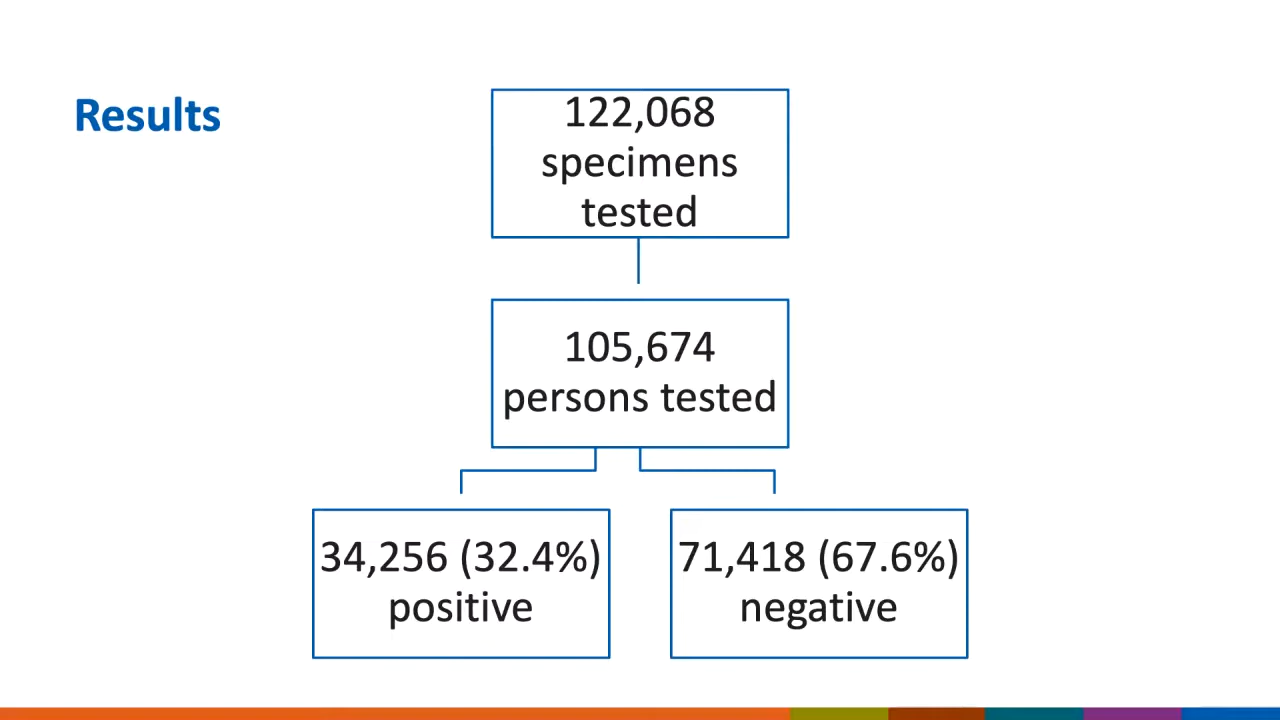 Results
122,068
specimens
tested
105,674
persons tested
34,256 (32.4%)
positive
71,418 (67.6%)
negative